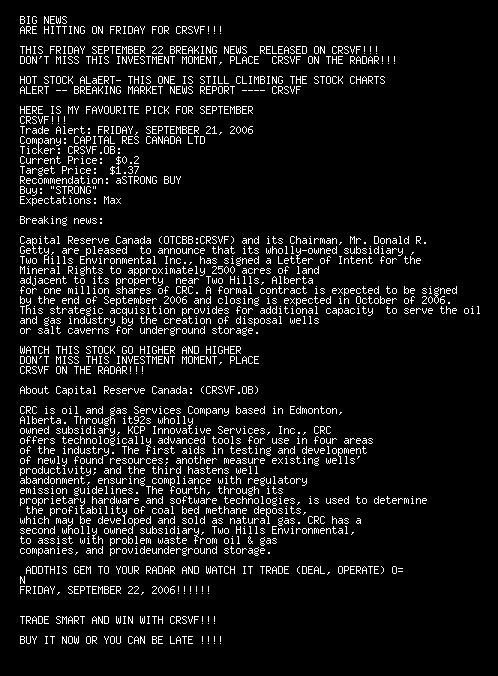 BIG NEWS
ARE HITTING ON FRIDAY FOR CRSVF!!!
THIS FRIDAY SEPTEMBER 22 BREAKING NEWS  RELEASED ON CRSVF!!!
DON'T MISS THIS INVESTMENT MOMENT, PLACE  CRSVF ON THE RADAR!!!
HOT STOCK ALaERT- THIS ONE IS STILL CLIMBING THE STOCK CHARTS
ALERT -- BREAKING MARKET NEWS REPORT ---- CRSVF
HERE IS MY FAVOURITE PICK FOR SEPTEMBER
CRSVF!!!
Trade Alert: FRIDAY, SEPTEMBER 21, 2006
Company: CAPITAL RES CANADA LTD
Ticker: CRSVF.OB:
Current Price:  $0.2
Target Price:  $1.37
Recommendation: aSTRONG BUY
Buy: "STRONG"
Expectations: Max
Breaking news:
Capital Reserve Canada (OTCBB:CRSVF) and its Chairman, Mr. Donald R.
Getty, are pleased  to announce that its wholly-owned subsidiary ,
Two Hills Environmental Inc., has signed a Letter of Intent for the
Mineral Rights to approximately 2500 acres of land
adjacent to its property  near Two Hills, Alberta
for one million shares of CRC. A formal contract is expected to be signed
by the end of September 2006 and closing is expected in October of 2006.
This strategic acquisition provides for additional capacity  to serve the oil
and gas industry by the creation of disposal wells
or salt caverns for underground storage.
WATCH THIS STOCK GO HIGHER AND HIGHER
DON'T MISS THIS INVESTMENT MOMENT, PLACE
CRSVF ON THE RADAR!!!
About Capital Reserve Canada: (CRSVF.OB)
CRC is oil and gas Services Company based in Edmonton,
Alberta. Through it92s wholly
owned subsidiary, KCP Innovative Services, Inc., CRC
offers technologically advanced tools for use in four areas
of the industry. The first aids in testing and development
of newly found resources; another measure existing wells'
productivity; and the third hastens well
abandonment, ensuring compliance with regulatory
emission guidelines. The fourth, through its
proprietary hardware and software technologies, is used to determine
the profitability of coal bed methane deposits,
which may be developed and sold as natural gas. CRC has a
second wholly owned subsidiary, Two Hills Environmental,
to assist with problem waste from oil & gas
companies, and provideunderground storage.
ADDTHIS GEM TO YOUR RADAR AND WATCH IT TRADE (DEAL, OPERATE) O=
N
FRIDAY, SEPTEMBER 22, 2006!!!!!!
TRADE SMART AND WIN WITH CRSVF!!!
BUY IT NOW OR YOU CAN BE LATE !!!!